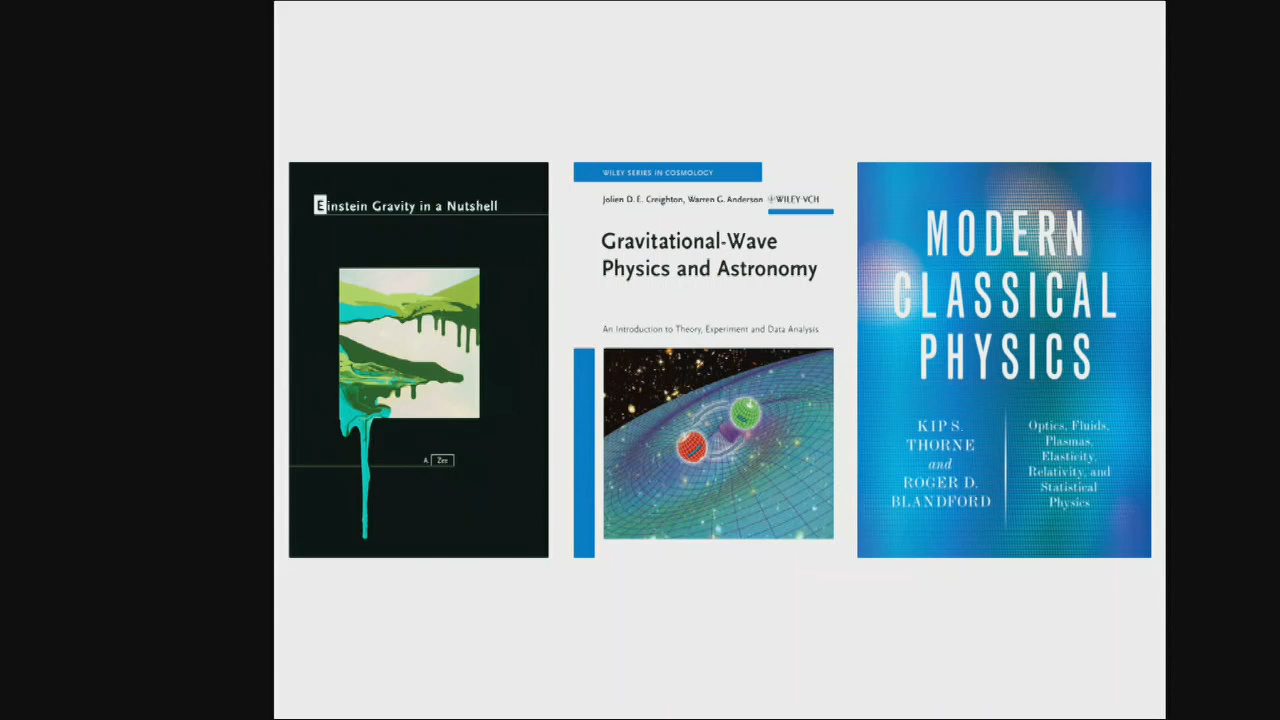 Einstein Gravity in a Nutshell
A. Zee
WILEY SERIES IN COSMOLOGY
Jolien D. E. Creighton, Warren G. Anderson WILEY-VCH
Gravitational-Wave
Physics and Astronomy
An Introduction to Theory, Experiment and Data Analysis
MODERN
CLASSICAL
PHYSICS
KIP S.
THORNE
and
ROGER D.
BLANDFORD
Optics, Fluids,
Plasmas,
Elasticity,
Relativity, and
Statistical
Physics